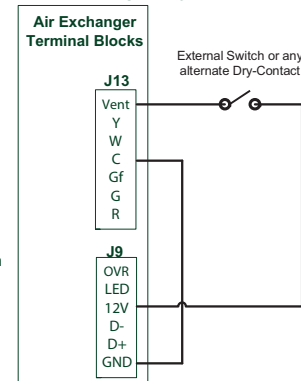 Air Exchanger
Terminal Blocks
External Switch or any
alternate Dry-Contact
J13
Vent
Y
W
C
Gf
G
R
J9
OVR
LED
12V
D-
D+
GND